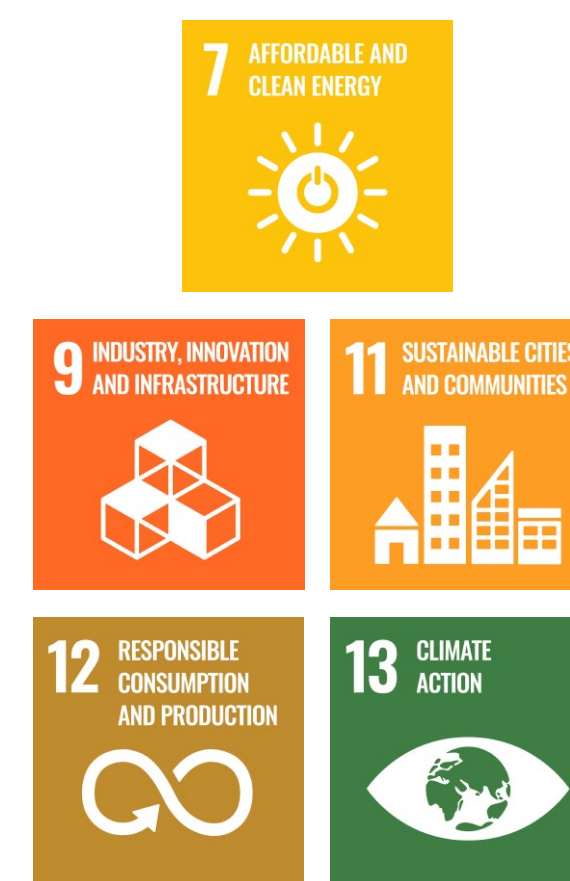 7 AFFORDABLE AND
CLEAN ENERGY
9 INDUSTRY, INNOVATION
AND INFRASTRUCTURE
11 SUSTAINABLE CITIES
AND COMMUNITIES
12 RESPONSIBLE
CONSUMPTION
AND PRODUCTION
13 CLIMATE
ACTION